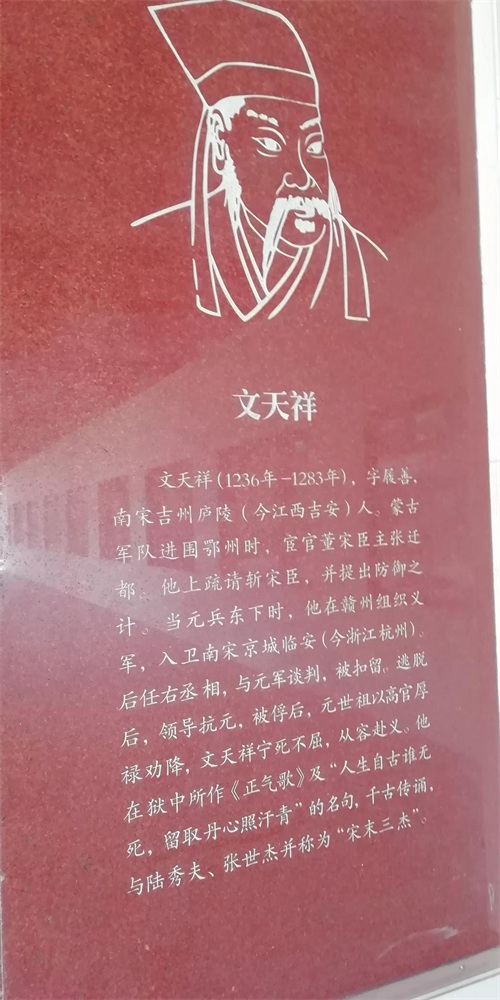 文天祥
文天祥(1236年-1283年)，字履善，
南宋吉州庐陵（今江西吉安）人。蒙古
军队进围鄂州时，宦官董宋臣主张迁
都。他上疏请斩宋臣，并提出防御之
计。当元兵东下时，他在赣州组织义
军，入卫南宋京城临安(今浙江杭州)。
后任右丞相，与元军谈判，被扣留。逃脱
后，领导抗元，被俘后，元世祖以高官厚
禄劝降，文天祥宁死不屈，从容赴义。他
在狱中所作《正气歌》及“人生自古谁无
死，留取丹心照汗青”的名句，千古传诵，
与陆秀夫、张世杰并称为“宋末三杰”。